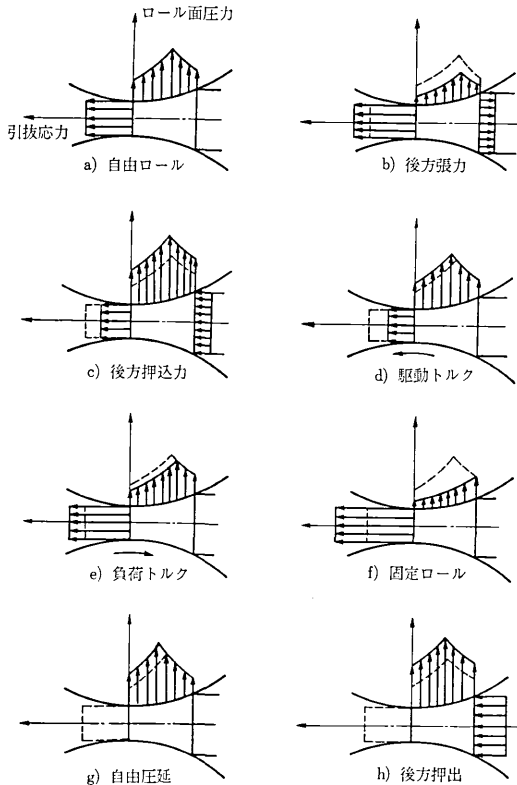 ロール面圧力
引抜応力
a) 自由ロール
b) 後方張力
c) 後方押込力
d) 駆動トルク
e) 負荷トルク
f) 固定ロール
g) 自由圧延
h) 後方押出